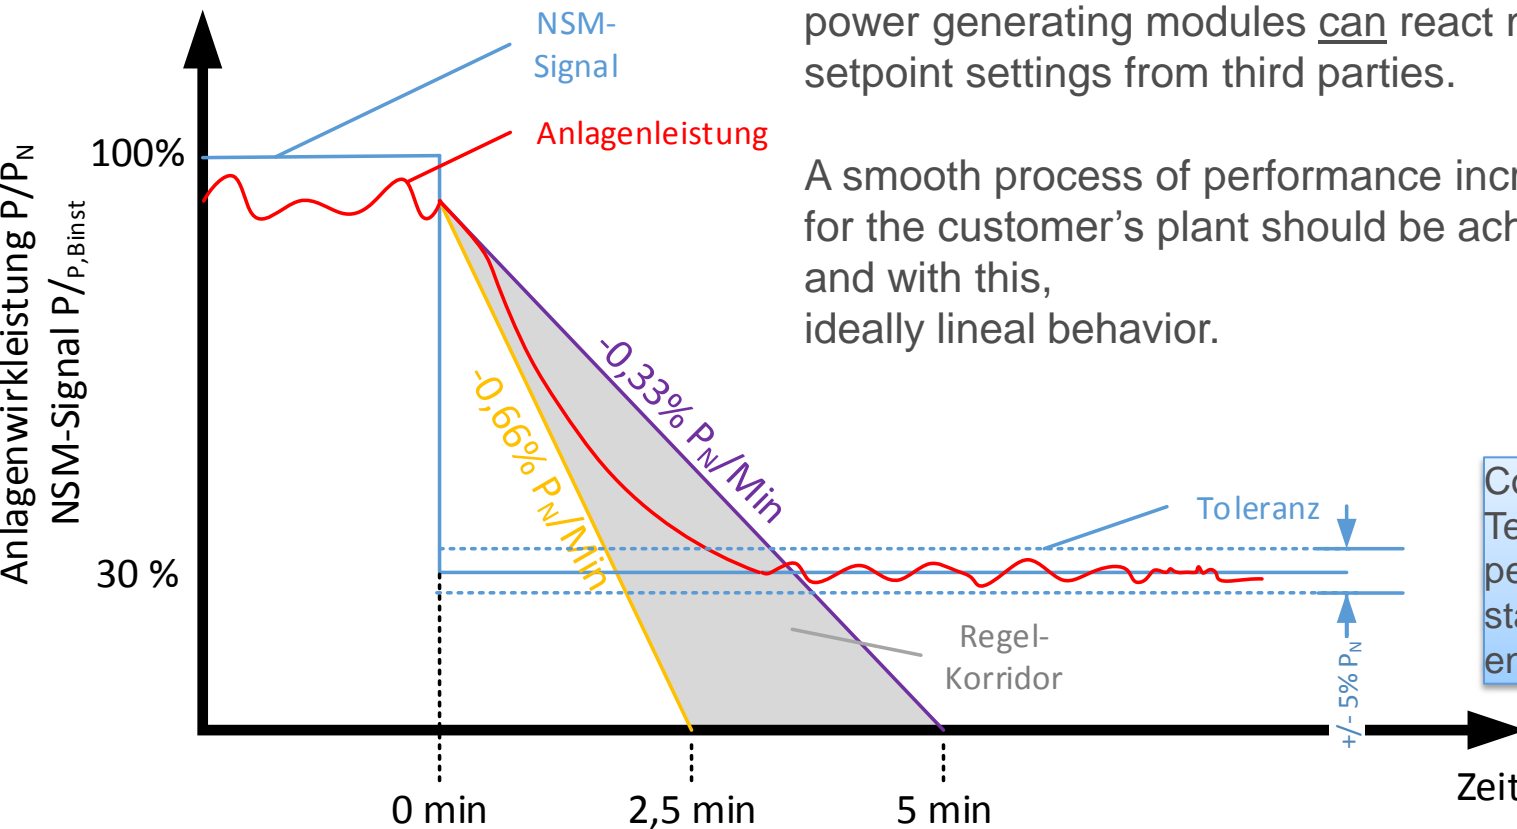 NSM-
Signal
Anlagenleistung
power generating modules can react
setpoint settings from third parties.
A smooth process of performance
for the customer’s plant should be
and with this,
ideally lineal behavior.
Anlagenwirkleistung P/PN
NSM-Signal P/P,Binst
100%
30 %
-0,33% PN/Min
-0,66% PN/Min
Toleranz
Regel-
Korridor
+/- 5% PN
0 min
2,5 min
5 min
Zeit